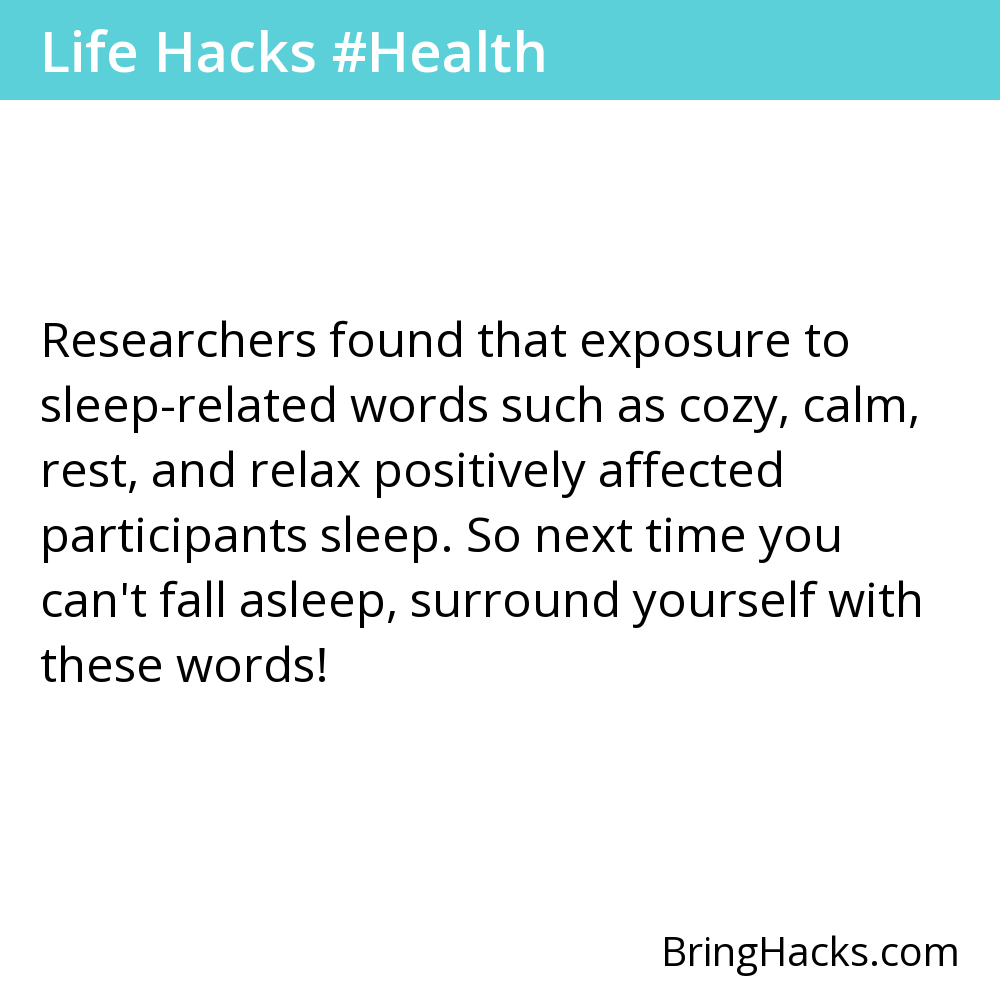 Life Hacks #Health
Researchers found that exposure to
sleep-related words such as cozy, calm,
rest, and relax positively affected
participants sleep. So next time you
can't fall asleep, surround yourself with
these words!
BringHacks.com